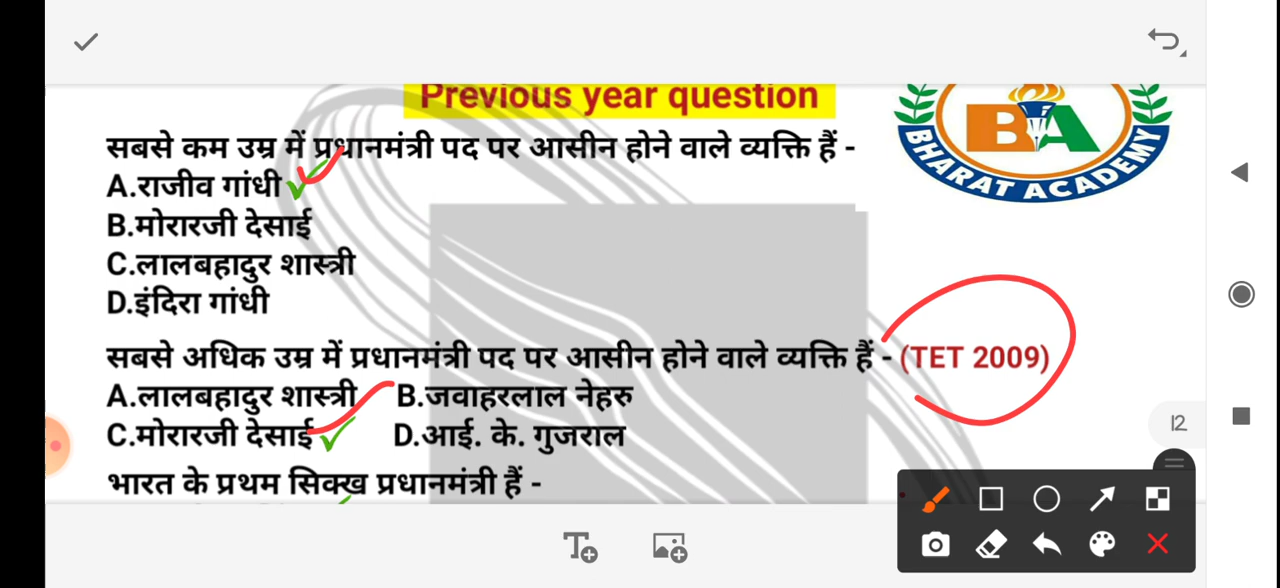 Previous year question
BA
BHARAT ACADEMY
सबसे कम उम्र में प्रधानमंत्री पद पर आसीन होने वाले व्यक्ति हैं -
A.राजीव गांधी
B.मोरारजी देसाई
C.लालबहादुर शास्त्री
D.इंदिरा गांधी
सबसे अधिक उम्र में प्रधानमंत्री पद पर आसीन होने वाले व्यक्ति हैं - (TET 2009)
A.लालबहादुर शास्त्री B.जवाहरलाल नेहरु
C.मोरारजी देसाई D.आई. के. गुजराल
12
भारत के प्रथम सिक्ख प्रधानमंत्री हैं -